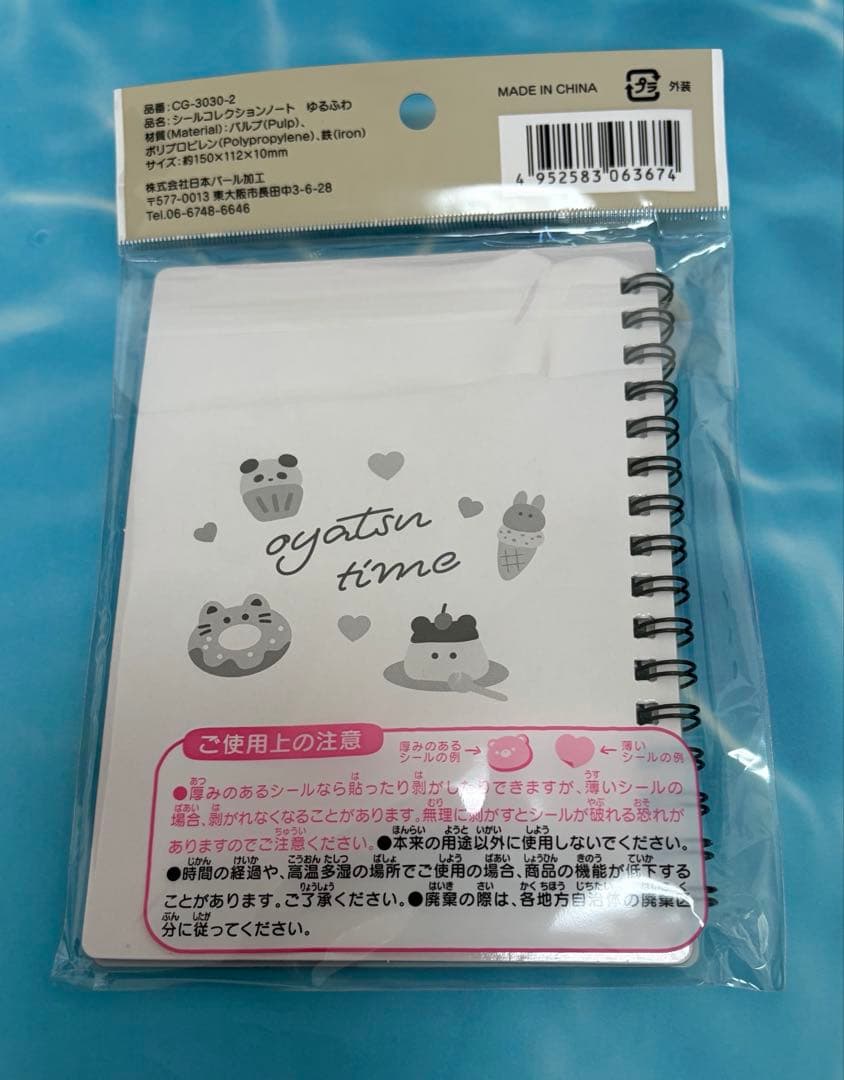 品番:CG-3030-2
品名:シールコレクションノート ゆるふわ
材質(Material):パルプ(Pulp)、
ポリプロピレン(Polypropylene)、鉄(iron)
サイズ:約150×112×10mm
株式会社日本パール加工
〒577-0013 東大阪市長田中3-6-28
Tel.06-6748-6646
MADE IN CHINA
プラ 外装
4 952583 063674
oyatsu
time
ご使用上の注意
厚みのある
シールの例
薄い
シールの例
●厚みのあるシールなら貼ったり剥がしたりできますが、薄いシールの
場合、剥がれなくなることがあります。無理に剥がすとシールが破れる恐れが
ありますのでご注意ください。●本来の用途以外に使用しないでください。
●時間の経過や、高温多湿の場所でご使用の場合、商品の機能が低下する
ことがあります。ご了承ください。●廃棄の際は、各地方自治体の廃棄区
分に従ってください。